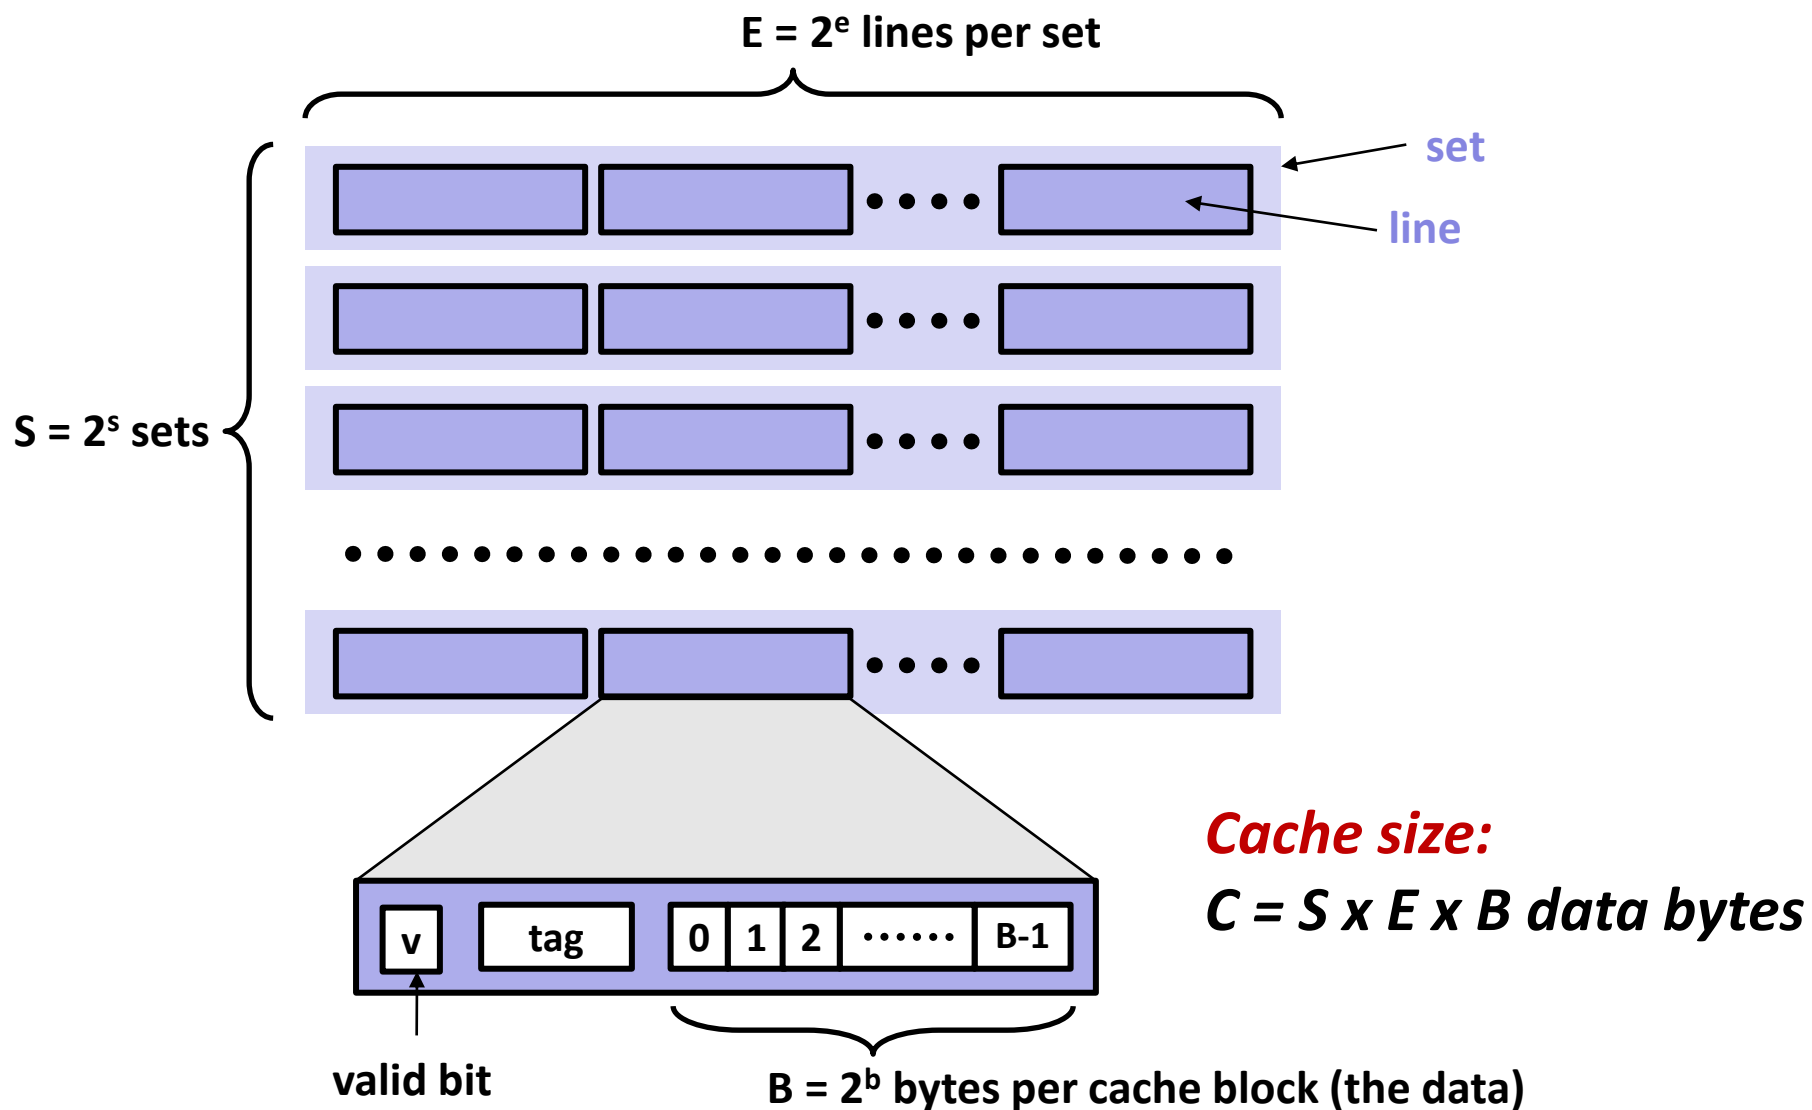 E = 2ᵉ lines per set
set
line
S = 2ˢ sets
Cache size:
C = S x E x B data bytes
v
tag
0 1 2 •••••• B-1
valid bit
B = 2ᵇ bytes per cache block (the data)